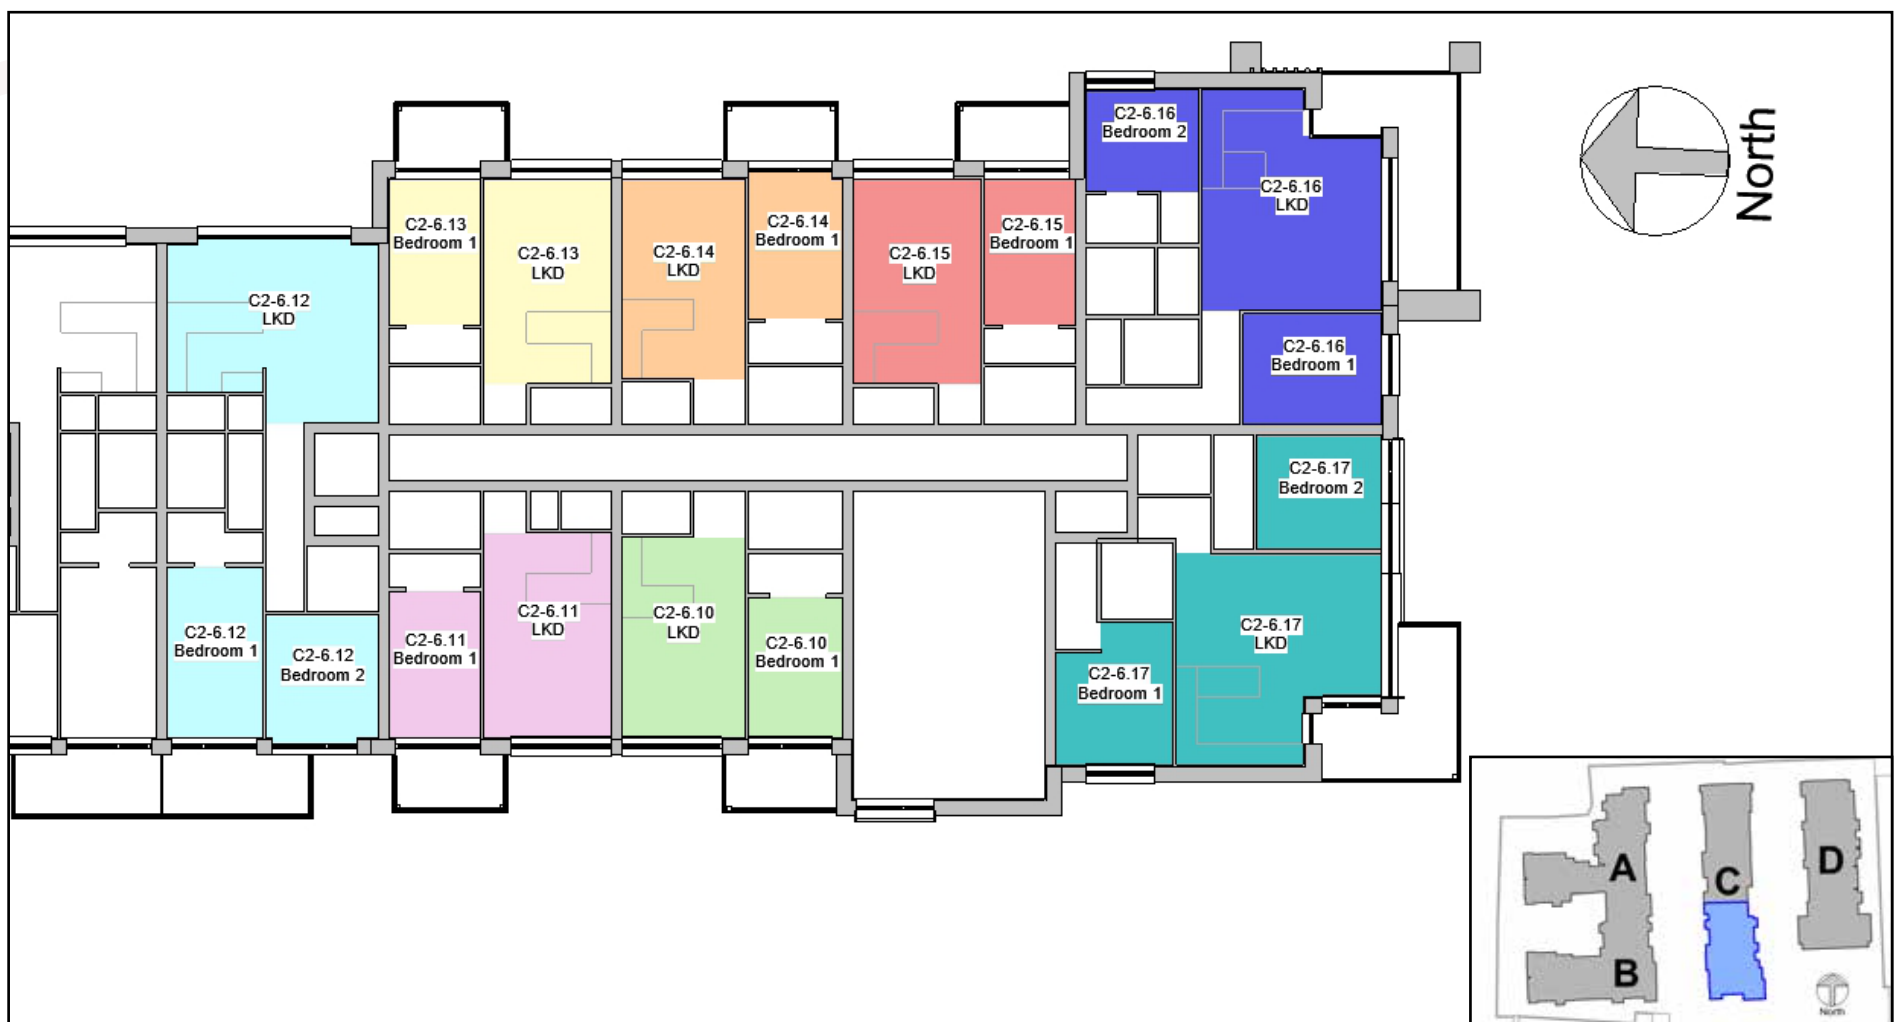 C2-6.16
Bedroom 2
C2-6.16
LKD
North
C2-6.13
Bedroom 1
C2-6.13
LKD
C2-6.14
LKD
C2-6.14
Bedroom 1
C2-6.15
LKD
C2-6.15
Bedroom 1
C2-6.12
LKD
C2-6.16
Bedroom 1
C2-6.17
Bedroom 2
C2-6.12
Bedroom 1
C2-6.12
Bedroom 2
C2-6.11
Bedroom 1
C2-6.11
LKD
C2-6.10
LKD
C2-6.10
Bedroom 1
C2-6.17
Bedroom 1
C2-6.17
LKD
A
B
C
D
North